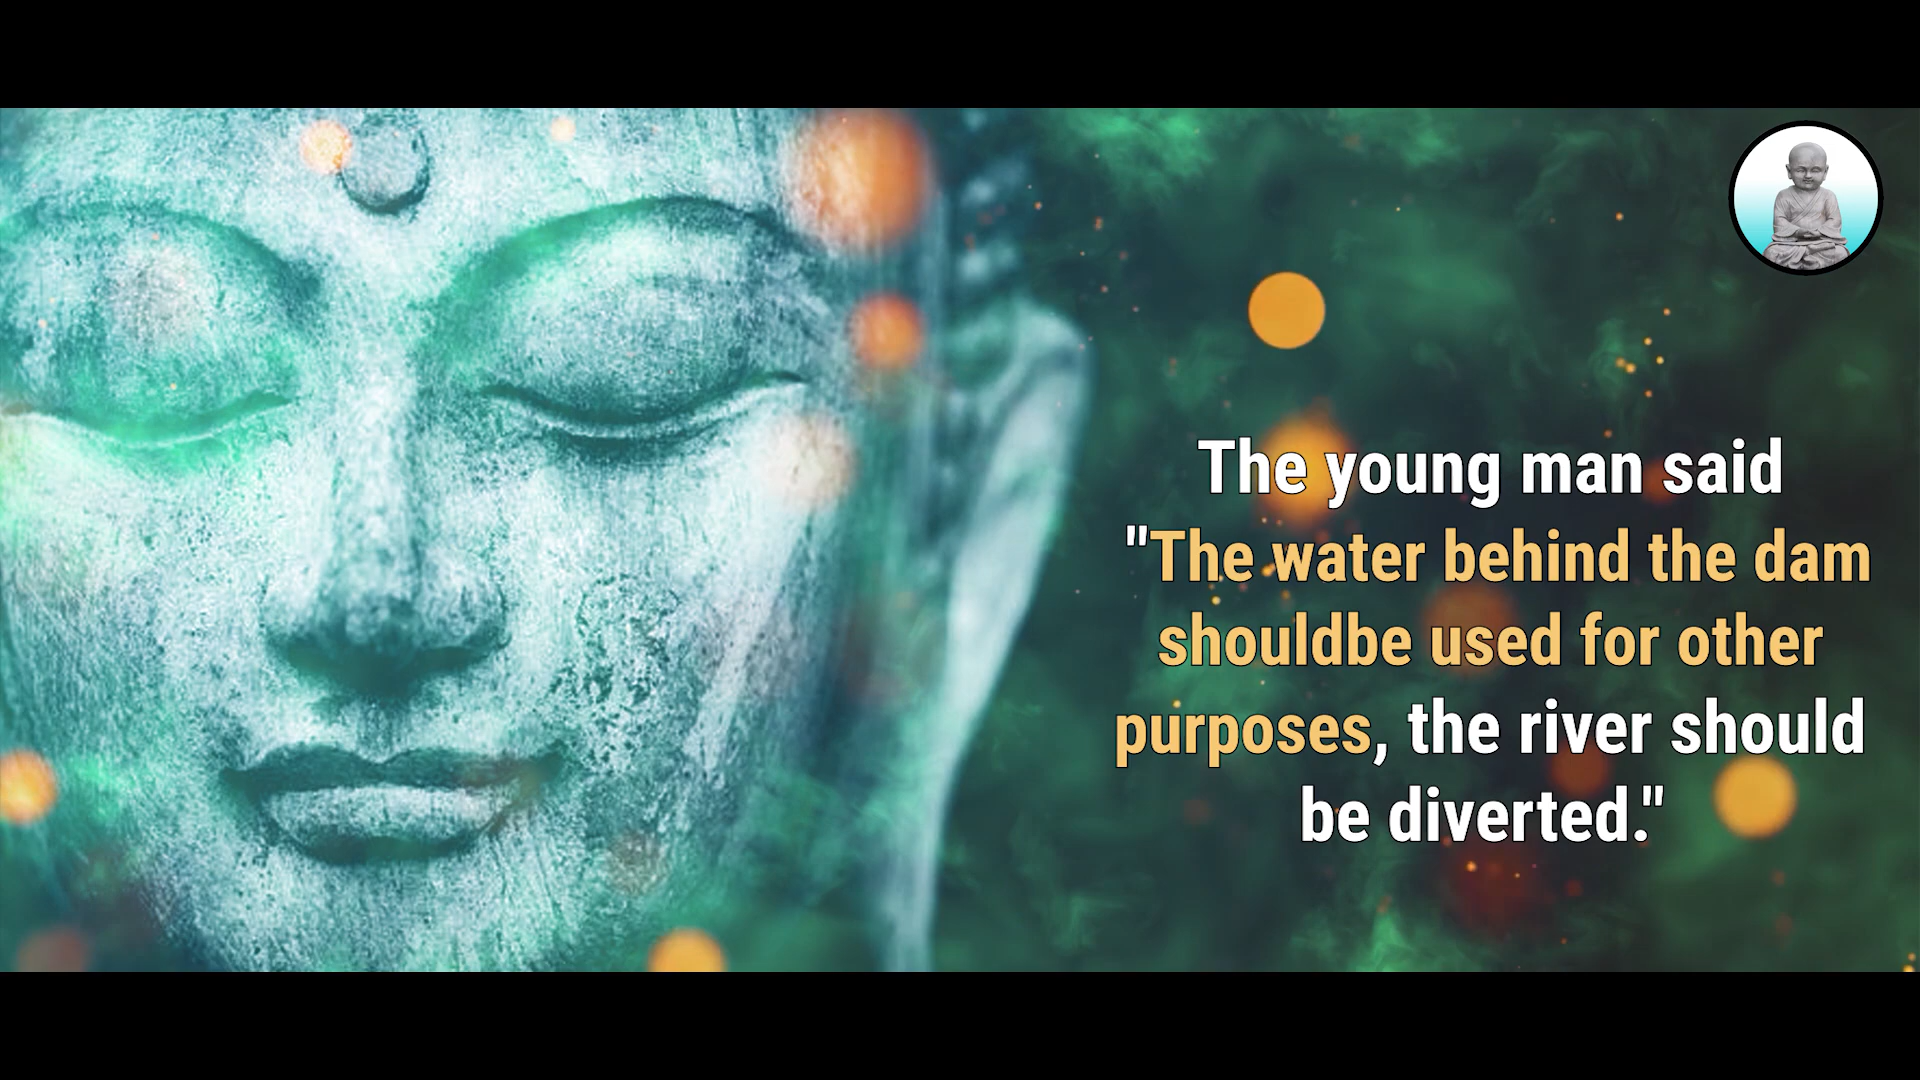 The young man said
"The water behind the dam
shouldbe used for other
purposes, the river should
be diverted."